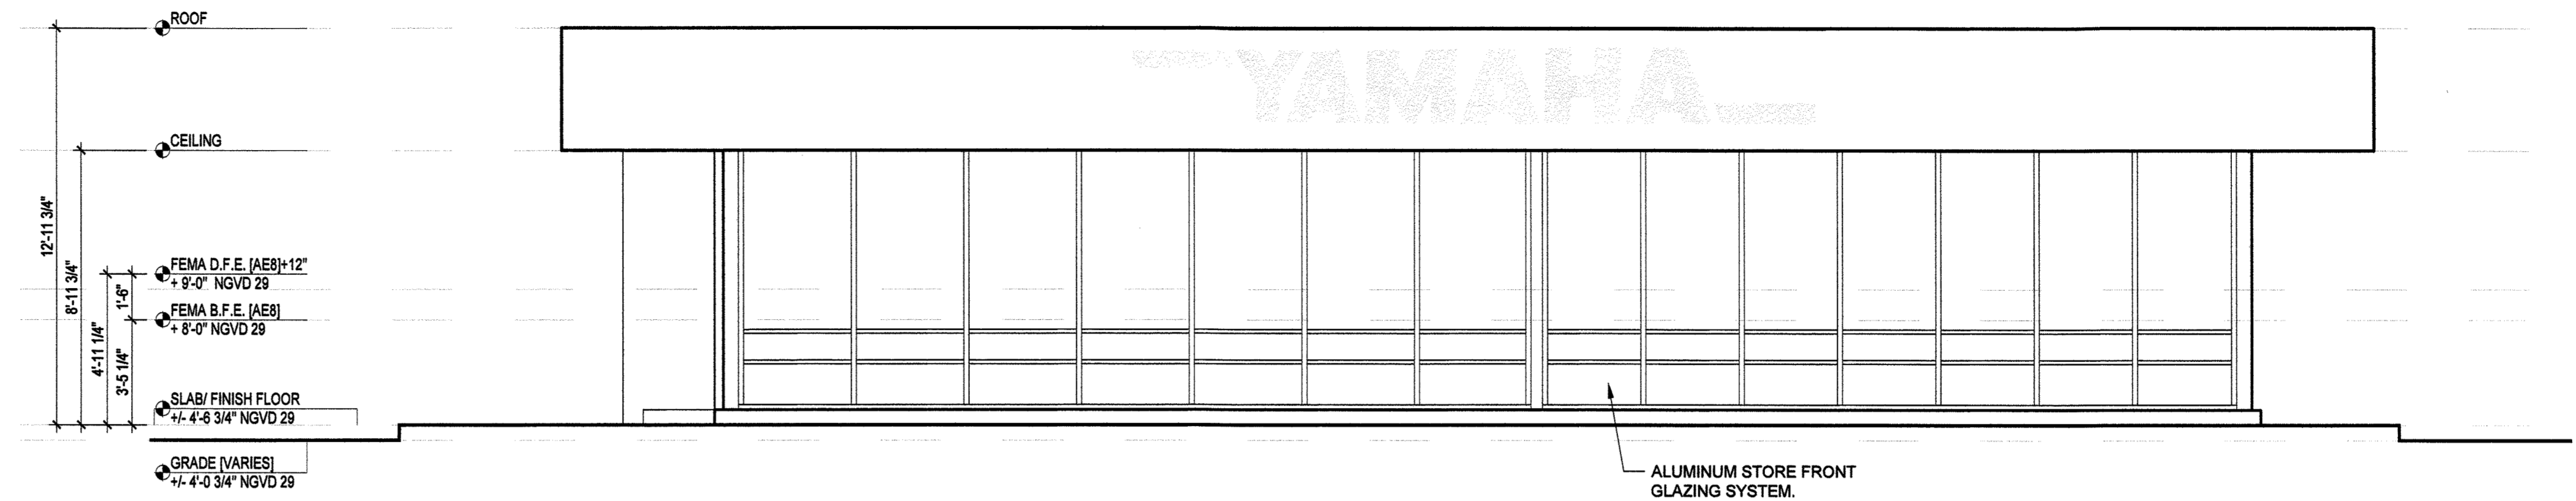 ROOF
YAMAHA
CEILING
12'-11 3/4"
8'-11 3/4"
4'-11 1/4"
1'-6"
3'-5 1/4"
FEMA D.F.E. [AE8]+12"
+ 9'-0" NGVD 29
FEMA B.F.E. [AE8]
+ 8'-0" NGVD 29
SLAB/ FINISH FLOOR
+/- 4'-6 3/4" NGVD 29
GRADE [VARIES]
+/- 4'-0 3/4" NGVD 29
ALUMINUM STORE FRONT
GLAZING SYSTEM.